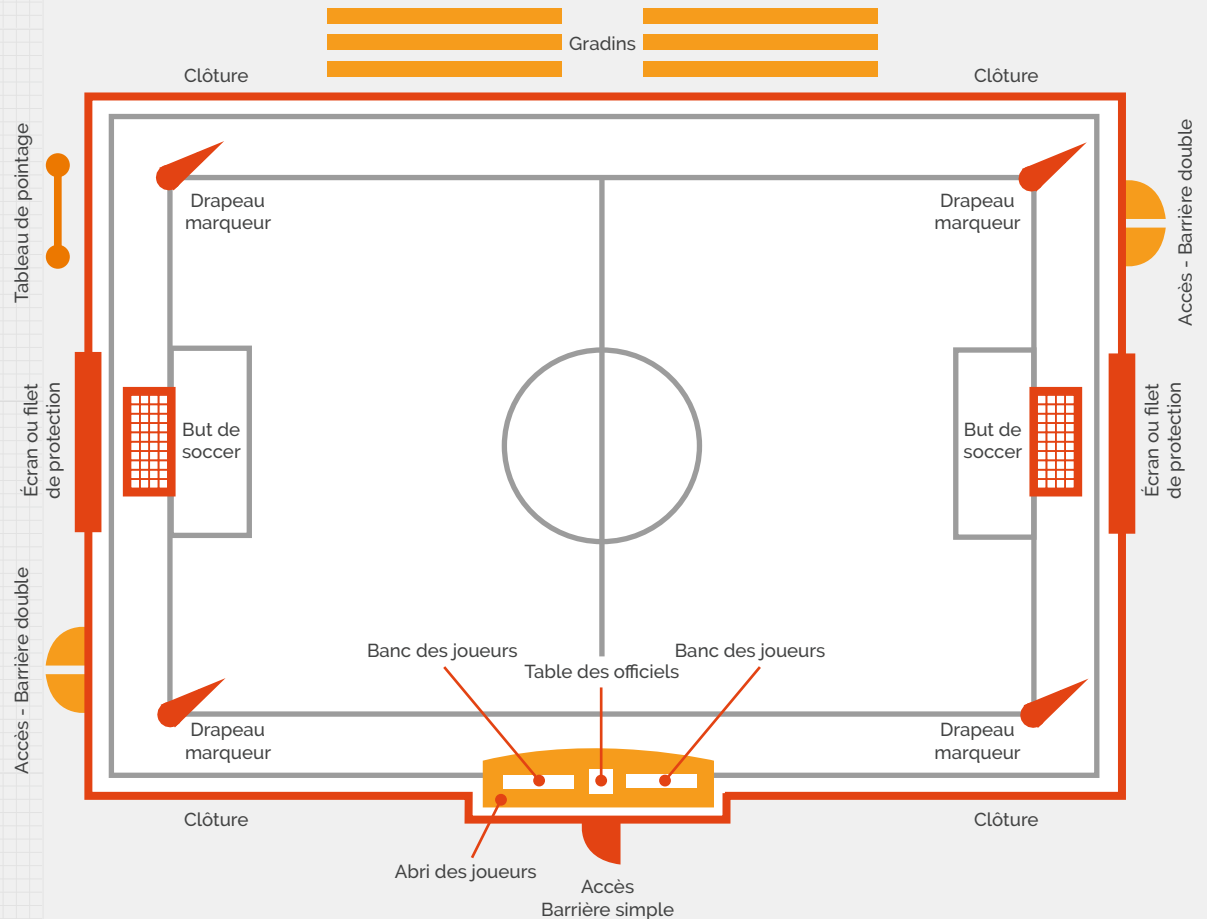 Gradins
Clôture
Clôture
Tableau de pointage
Accès - Barrière double
Drapeau
marqueur
Drapeau
marqueur
Écran ou filet
de protection
But de
soccer
But de
soccer
Écran ou filet
de protection
Accès - Barrière double
Banc des joueurs
Banc des joueurs
Table des officiels
Drapeau
marqueur
Drapeau
marqueur
Clôture
Clôture
Abri des joueurs
Accès
Barrière simple